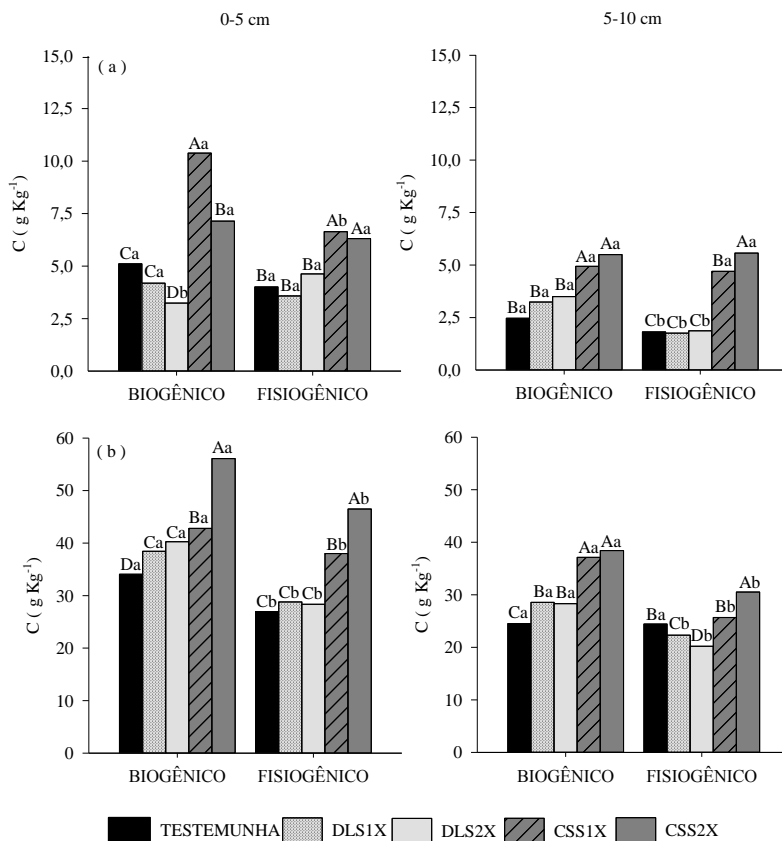 0-5 cm
5-10 cm
( a )
C ( g Kg-1)
15,0
12,5
10,0
7,5
5,0
2,5
0,0
Ca Ca Db Aa Ba
Ba Ba Ba Ab Aa
BIOGÊNICO FISIOGÊNICO
C ( g Kg-1)
15,0
12,5
10,0
7,5
5,0
2,5
0,0
Ba Ba Ba Aa Aa
Cb Cb Cb Ba Aa
BIOGÊNICO FISIOGÊNICO
( b )
C ( g Kg-1)
60
50
40
30
20
10
0
Da Ca Ca Ba Aa
Cb Cb Cb Bb Ab
BIOGÊNICO FISIOGÊNICO
C ( g Kg-1)
60
50
40
30
20
10
0
Ca Ba Ba Aa Aa
Ba Cb Db Bb Ab
BIOGÊNICO FISIOGÊNICO
TESTEMUNHA DLS1X DLS2X CSS1X CSS2X